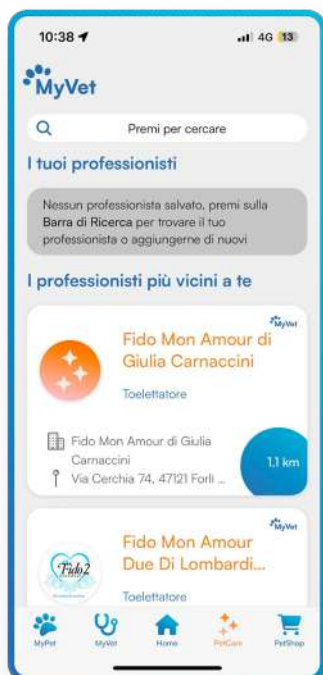 10:38
4G 13
MyVet
Premi per cercare
I tuoi professionisti
Nessun professionista salvato, premi sulla
Barra di Ricerca per trovare il tuo
professionista o aggiungerne di nuovi
I professionisti più vicini a te
MyVet
Fido Mon Amour di
Giulia Carnaccini
Toelettatore
Fido Mon Amour di Giulia
Carnaccini
Via Cerchia 74, 47121 Forlì ...
1.1 km
MyVet
Fido Mon Amour
Due Di Lombardi...
Fido2
Toelettatore
MyPet
MyVet
Home
PetCare
PetShop